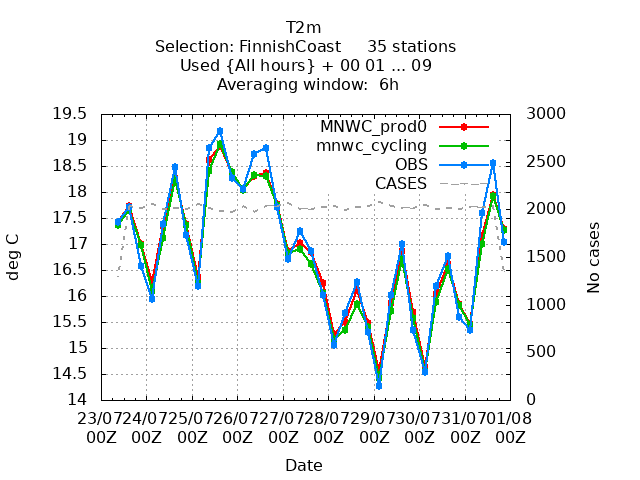 T2m
Selection: FinnishCoast     35 stations
Used {All hours} + 00 01 ... 09
Averaging window:  6h
MNWC_prod0
mnwc_cycling
OBS
CASES
19.5
19
18.5
18
17.5
17
16.5
16
15.5
15
14.5
14
deg C
3000
2500
2000
1500
1000
500
0
No cases
23/07 24/07 25/07 26/07 27/07 28/07 29/07 30/07 31/07 01/08
00Z 00Z 00Z 00Z 00Z 00Z 00Z 00Z 00Z 00Z
Date